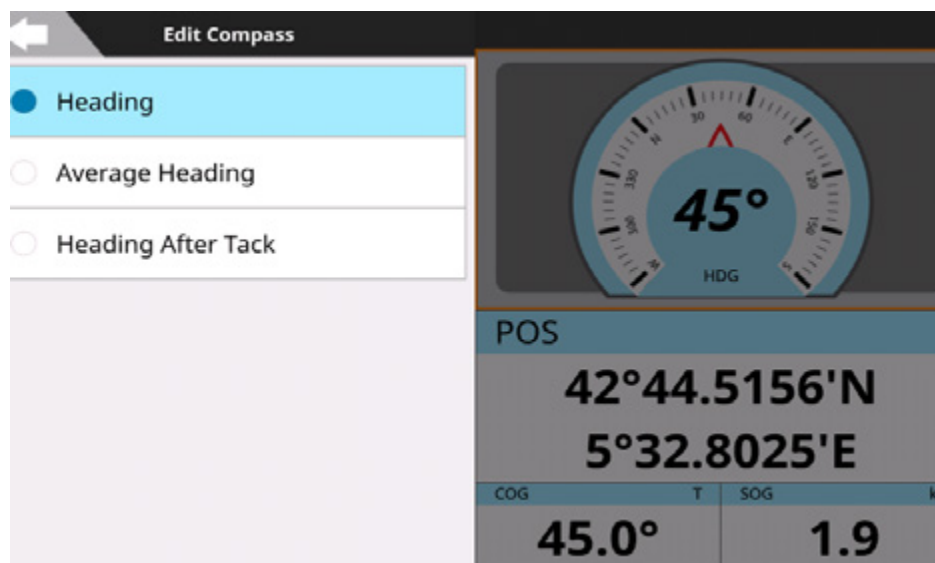 Edit Compass
Heading
Average Heading
Heading After Tack
W 305 330 N 30 60 E 120 150 S
45°
HDG
POS
42°44.5156'N
5°32.8025'E
COG T SOG k
45.0° 1.9